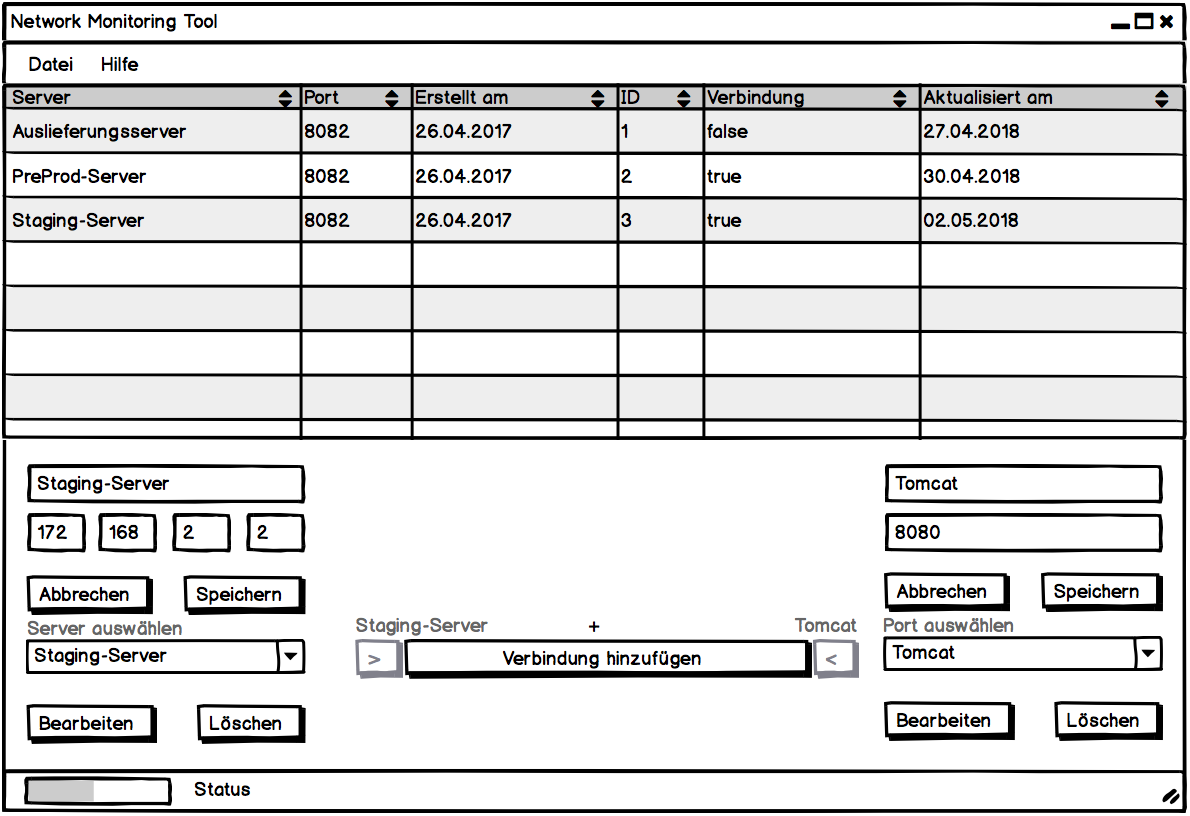 Network Monitoring Tool
Datei Hilfe
Server Port Erstellt am ID Verbindung Aktualisiert am
Auslieferungsserver 8082 26.04.2017 1 false 27.04.2018
PreProd-Server 8082 26.04.2017 2 true 30.04.2018
Staging-Server 8082 26.04.2017 3 true 02.05.2018
Staging-Server Tomcat
172 168 2 2 8080
Abbrechen Speichern Abbrechen Speichern
Server auswählen Staging-Server + Tomcat Port auswählen
Staging-Server > Verbindung hinzufügen < Tomcat
Bearbeiten Löschen Bearbeiten Löschen
Status